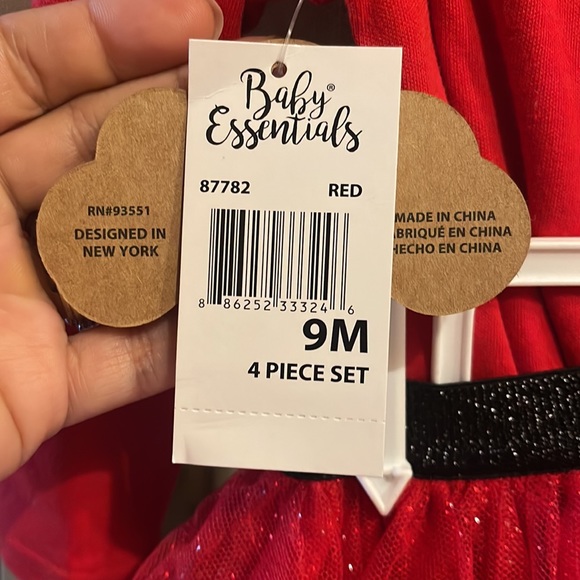 Baby®
Essentials
87782 RED
8 86252 33324 6
9M
4 PIECE SET
RN#93551
DESIGNED IN
NEW YORK
MADE IN CHINA
EN CHINA
HECHO EN CHINA